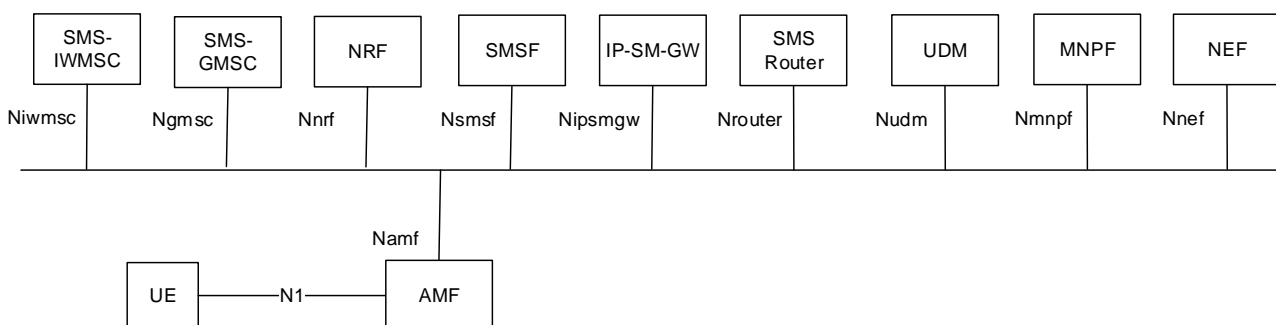 SMS-
IWMSC
SMS-
GMSC
NRF
SMSF
IP-SM-GW
SMS
Router
UDM
MNPF
NEF
Niwmsc
Ngmsc
Nnrf
Nsmsf
Nipsmgw
Nrouter
Nudm
Nmnpf
Nnef
Namf
UE
N1
AMF